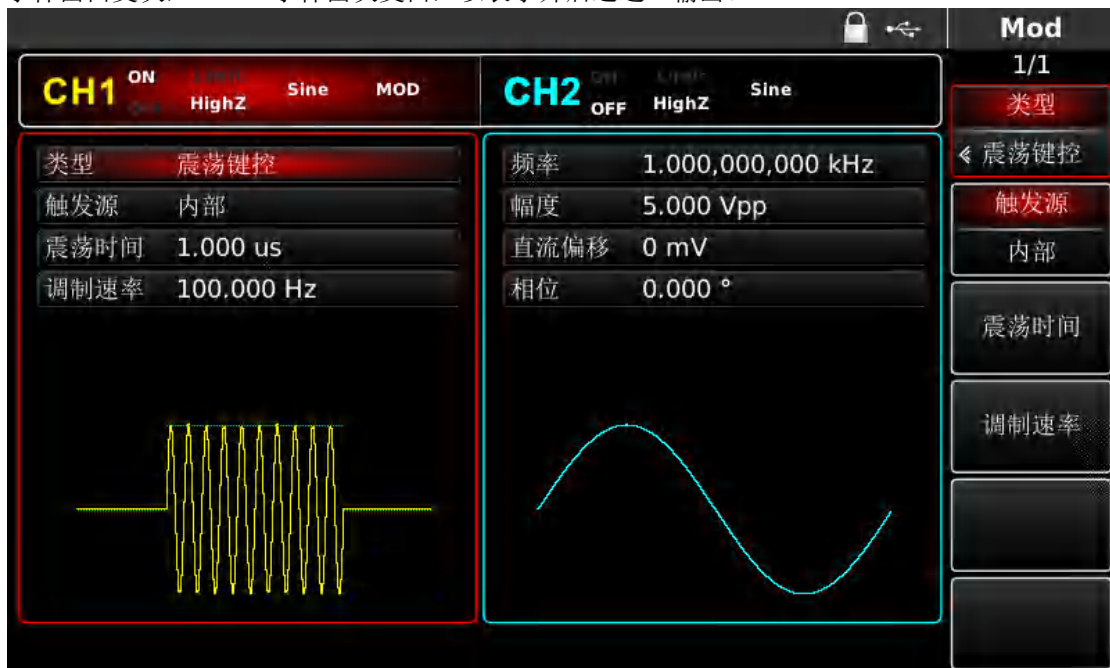 Mod
1/1
CH1 ON HighZ Sine MOD
CH2 OFF HighZ Sine
类型 震荡键控
触发源 内部
震荡时间 1.000 us
调制速率 100.000 Hz
频率 1.000,000,000 kHz
幅度 5.000 Vpp
直流偏移 0 mV
相位 0.000 °
类型
震荡键控
触发源
内部
震荡时间
调制速率